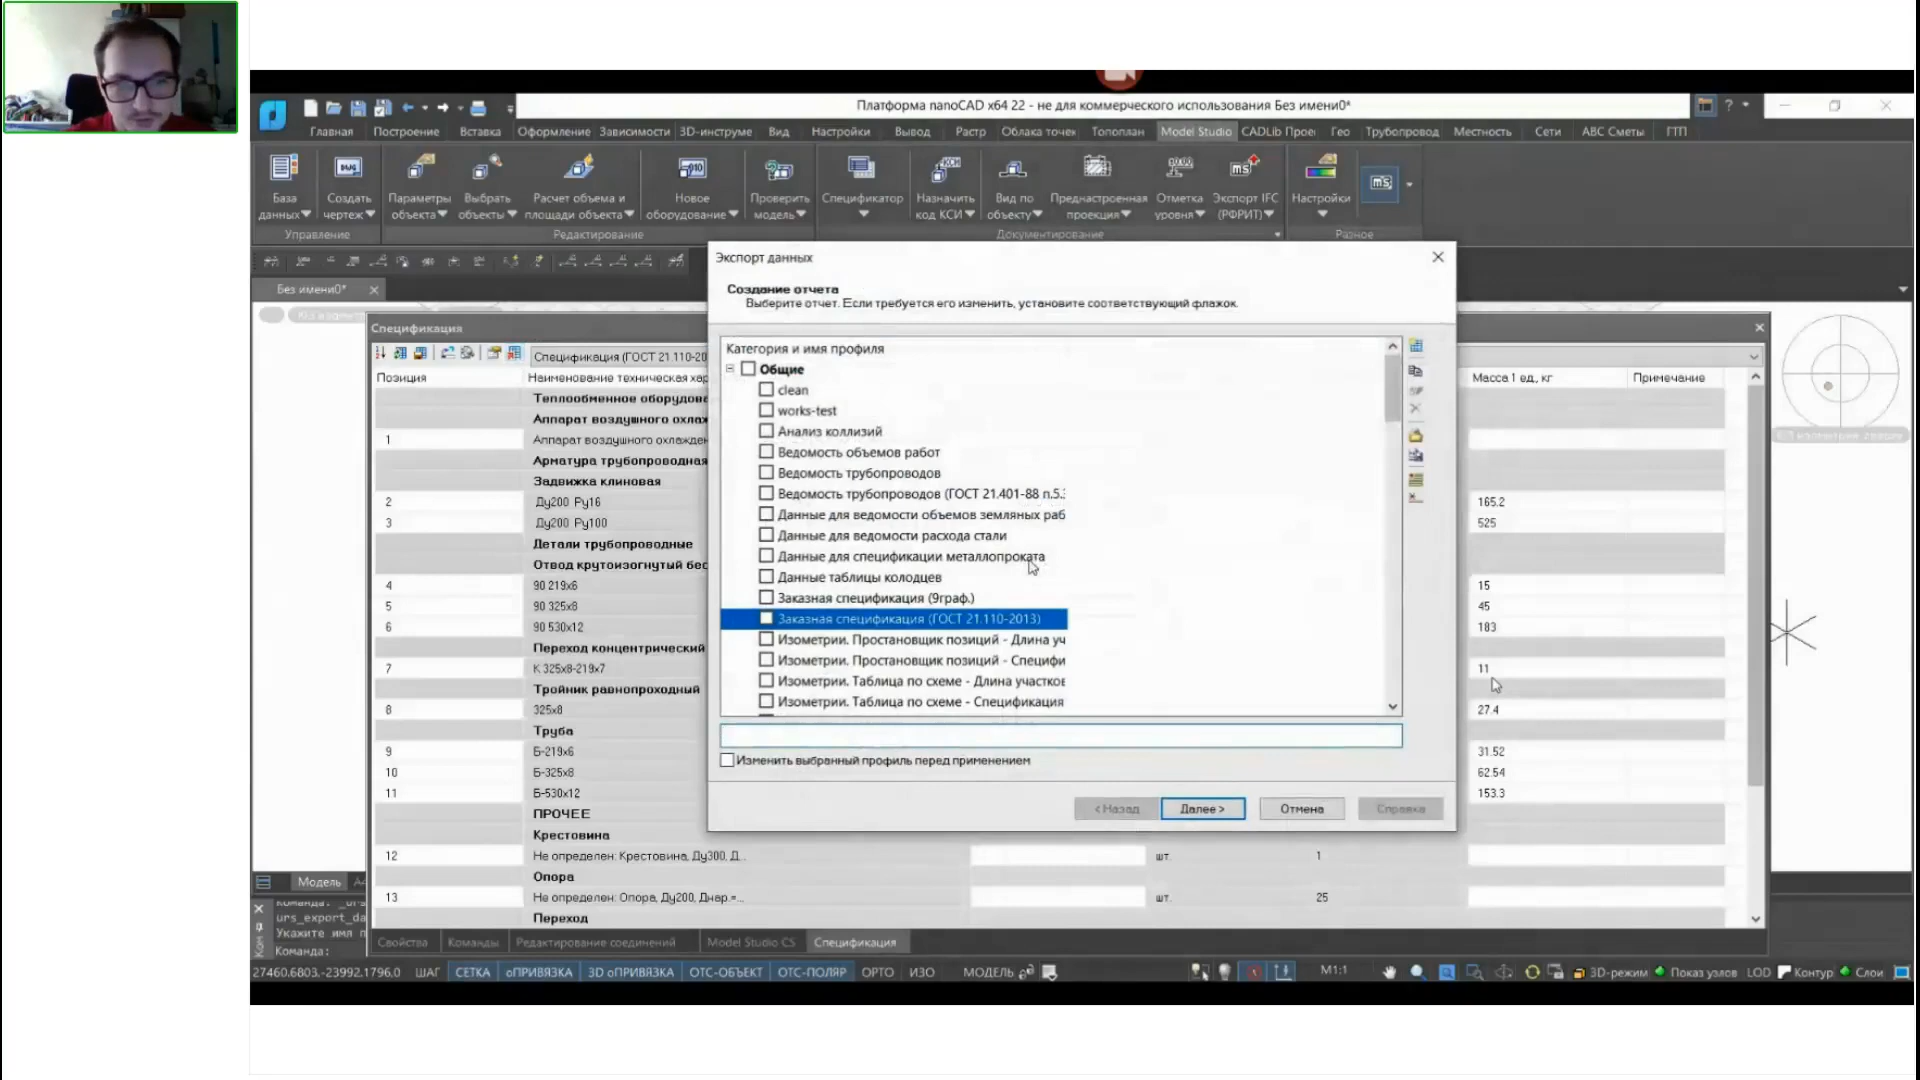 Платформа nanoCAD x64 22 - не для коммерческого использования Без имени0*
Главная Построение Вставка Оформление Зависимости 3D-инструме Вид Настройки Вывод Растр Облака точек Топоплан Model Studio CADLib Прое Гео Трубопровод Местность Сети АВС Сметы ГТП
База данных Создать чертеж Параметры объекта Выбрать объекты Расчет объема и площади объекта Новое оборудование Проверить модель Спецификатор Назначить код КСИ Вид по объекту Преднастроенная проекция Отметка уровня Экспорт IFC (РФРИТ) Настройки
Управление Редактирование Документирование Разное
Без имени0*
Экспорт данных
Создание отчета
Выберите отчет. Если требуется его изменить, установите соответствующий флажок.
Категория и имя профиля
Общие
clean
works-test
Анализ коллизий
Ведомость объемов работ
Ведомость трубопроводов
Ведомость трубопроводов (ГОСТ 21.401-88 п.5.
Данные для ведомости объемов земляных раб
Данные для ведомости расхода стали
Данные для спецификации металлопроката
Данные таблицы колодцев
Заказная спецификация (9граф.)
Заказная спецификация (ГОСТ 21.110-2013)
Изометрии. Простановщик позиций - Длина уч
Изометрии. Простановщик позиций - Специфи
Изометрии. Таблица по схеме - Длина участков
Изометрии. Таблица по схеме - Спецификация
Изменить выбранный профиль перед применением
< Назад Далее > Отмена Справка
Спецификация
Спецификация (ГОСТ 21.110-20
Позиция Наименование техническая хар Масса 1 ед, кг Примечание
Теплообменное оборудова
Аппарат воздушного охлаж
1 Аппарат воздушного охлажден
Арматура трубопроводная
Задвижка клиновая
2 Ду200 Ру16 165.2
3 Ду200 Ру100 525
Детали трубопроводные
Отвод крутоизогнутый бес
4 90 219х6 15
5 90 325х8 45
6 90 530х12 183
Переход концентрический
7 К 325х8-219х7 11
Тройник равнопроходный
8 325х8 27.4
Труба
9 Б-219х6 31.52
10 Б-325х8 62.54
11 Б-530х12 153.3
ПРОЧЕЕ
Крестовина
12 Не определен: Крестовина, Ду300, Д... шт. 1
Опора
13 Не определен: Опора, Ду200, Днар.=... шт. 25
Переход
Свойства Команды Редактирование соединений Model Studio CS Спецификация
Модель
urs_export_da
Укажите имя п
Команда:
27460.6803,-23992.1796,0 ШАГ СЕТКА оПРИВЯЗКА 3D оПРИВЯЗКА ОТС-ОБЪЕКТ ОТС-ПОЛЯР ОРТО ИЗО МОДЕЛЬ М1:1 3D-режим Показ узлов LOD Контур Слои